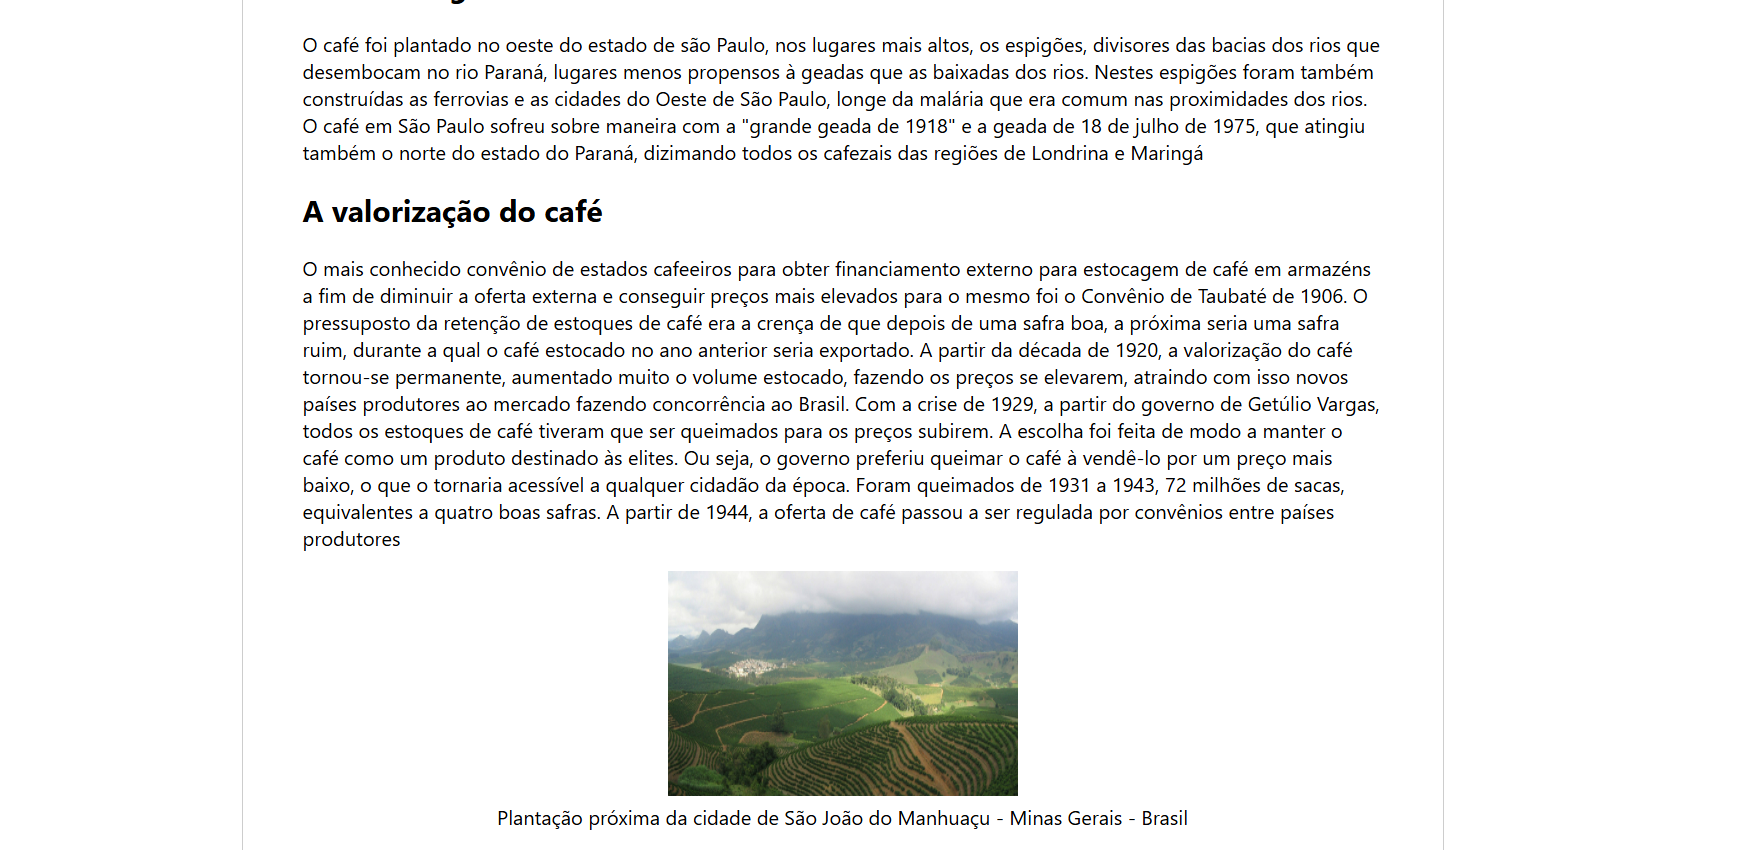 O café foi plantado no oeste do estado de são Paulo, nos lugares mais altos, os espigões, divisores das bacias dos rios que
desembocam no rio Paraná, lugares menos propensos à geadas que as baixadas dos rios. Nestes espigões foram também
construídas as ferrovias e as cidades do Oeste de São Paulo, longe da malária que era comum nas proximidades dos rios.
O café em São Paulo sofreu sobre maneira com a "grande geada de 1918" e a geada de 18 de julho de 1975, que atingiu
também o norte do estado do Paraná, dizimando todos os cafezais das regiões de Londrina e Maringá
A valorização do café
O mais conhecido convênio de estados cafeeiros para obter financiamento externo para estocagem de café em armazéns
a fim de diminuir a oferta externa e conseguir preços mais elevados para o mesmo foi o Convênio de Taubaté de 1906. O
pressuposto da retenção de estoques de café era a crença de que depois de uma safra boa, a próxima seria uma safra
ruim, durante a qual o café estocado no ano anterior seria exportado. A partir da década de 1920, a valorização do café
tornou-se permanente, aumentado muito o volume estocado, fazendo os preços se elevarem, atraindo com isso novos
países produtores ao mercado fazendo concorrência ao Brasil. Com a crise de 1929, a partir do governo de Getúlio Vargas,
todos os estoques de café tiveram que ser queimados para os preços subirem. A escolha foi feita de modo a manter o
café como um produto destinado às elites. Ou seja, o governo preferiu queimar o café à vendê-lo por um preço mais
baixo, o que o tornaria acessível a qualquer cidadão da época. Foram queimados de 1931 a 1943, 72 milhões de sacas,
equivalentes a quatro boas safras. A partir de 1944, a oferta de café passou a ser regulada por convênios entre países
produtores
Plantação próxima da cidade de São João do Manhuaçu - Minas Gerais - Brasil